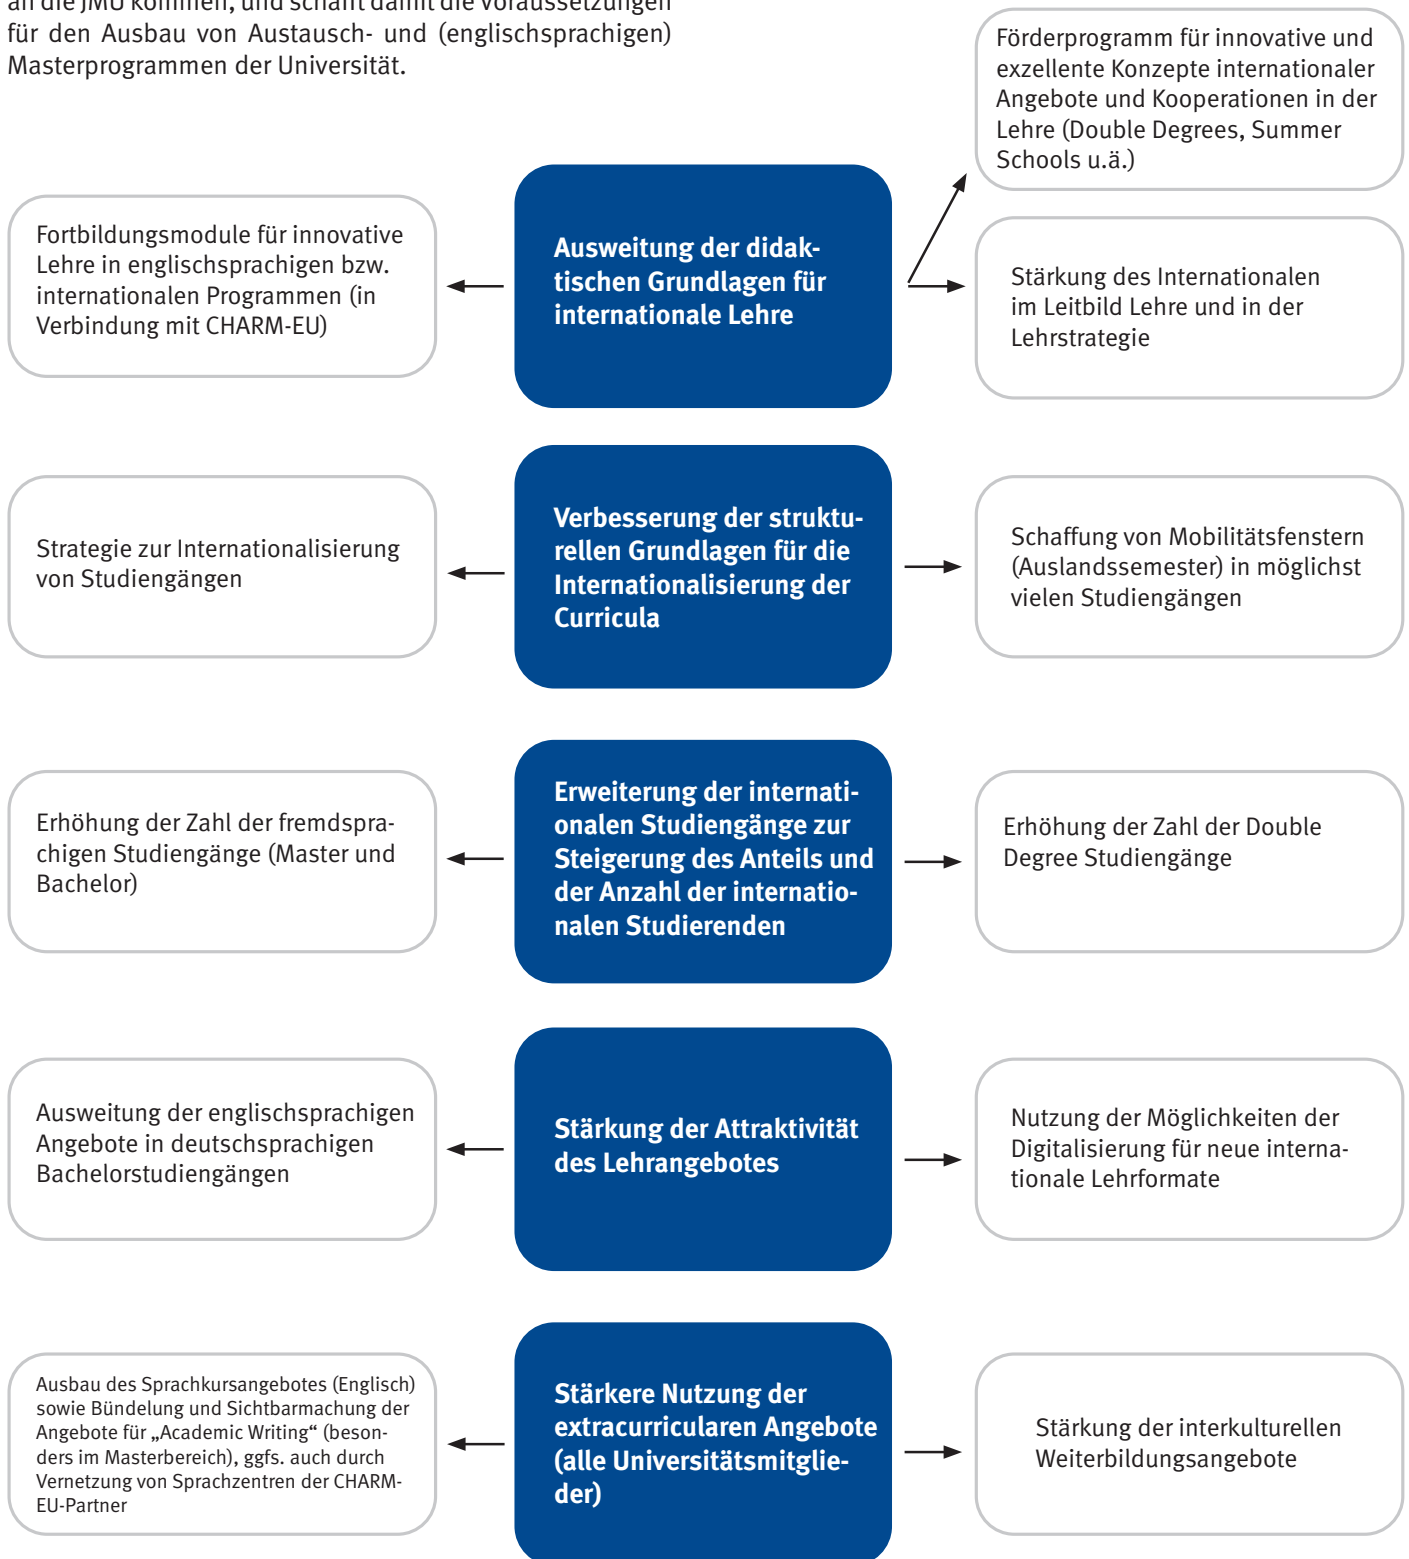 an die JMU kommen, und schafft damit die Voraussetzungen
für den Ausbau von Austausch- und (englischsprachigen)
Masterprogrammen der Universität.
Förderprogramm für innovative und
exzellente Konzepte internationaler
Angebote und Kooperationen in der
Lehre (Double Degrees, Summer
Schools u.ä.)
Fortbildungsmodule für innovative
Lehre in englischsprachigen bzw.
internationalen Programmen (in
Verbindung mit CHARM-EU)
Ausweitung der didak-
tischen Grundlagen für
internationale Lehre
Stärkung des Internationalen
im Leitbild Lehre und in der
Lehrstrategie
Strategie zur Internationalisierung
von Studiengängen
Verbesserung der struktu-
rellen Grundlagen für die
Internationalisierung der
Curricula
Schaffung von Mobilitätsfenstern
(Auslandssemester) in möglichst
vielen Studiengängen
Erhöhung der Zahl der fremdspra-
chigen Studiengänge (Master und
Bachelor)
Erweiterung der internati-
onalen Studiengänge zur
Steigerung des Anteils und
der Anzahl der internatio-
nalen Studierenden
Erhöhung der Zahl der Double
Degree Studiengänge
Ausweitung der englischsprachigen
Angebote in deutschsprachigen
Bachelorstudiengängen
Stärkung der Attraktivität
des Lehrangebotes
Nutzung der Möglichkeiten der
Digitalisierung für neue interna-
tionale Lehrformate
Ausbau des Sprachkursangebotes (Englisch)
sowie Bündelung und Sichtbarmachung der
Angebote für „Academic Writing“ (beson-
ders im Masterbereich), ggfs. auch durch
Vernetzung von Sprachzentren der CHARM-
EU-Partner
Stärkere Nutzung der
extracurricularen Angebote
(alle Universitätsmitglie-
der)
Stärkung der interkulturellen
Weiterbildungsangebote